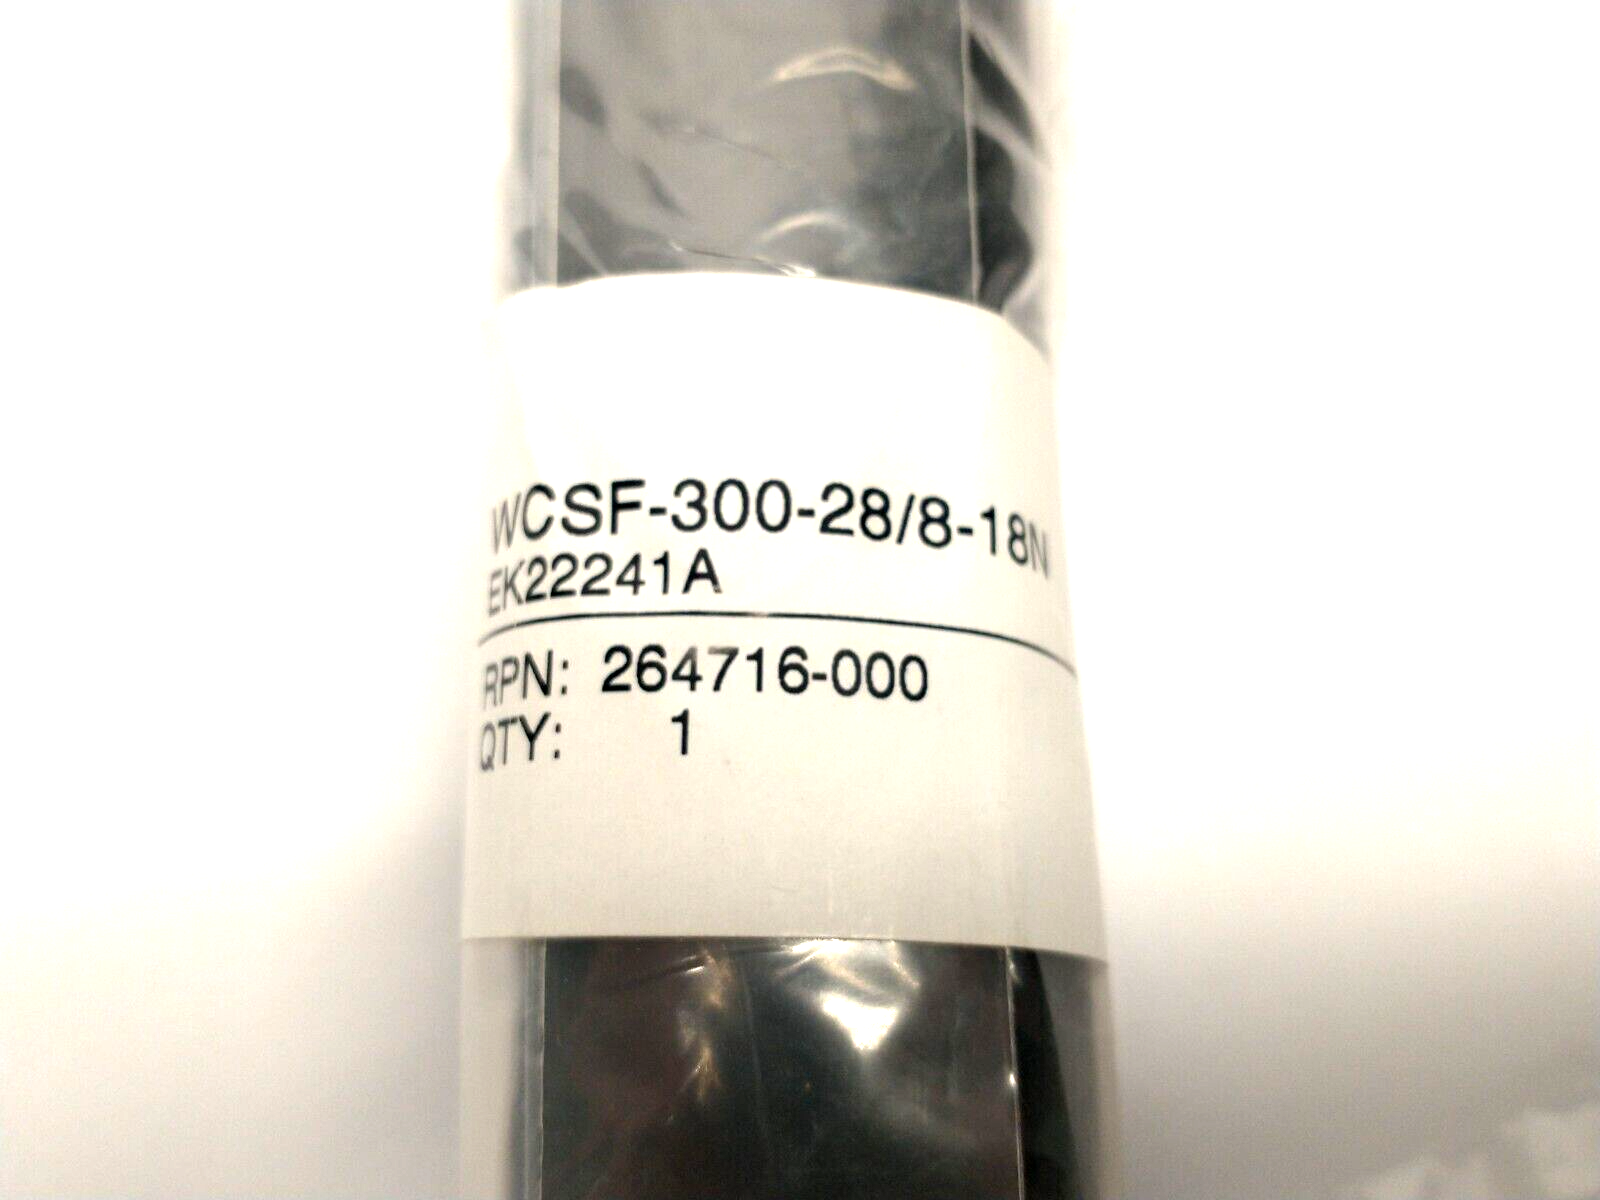 WCSF-300-28/8-18N
EK22241A
RPN: 264716-000
QTY: 1